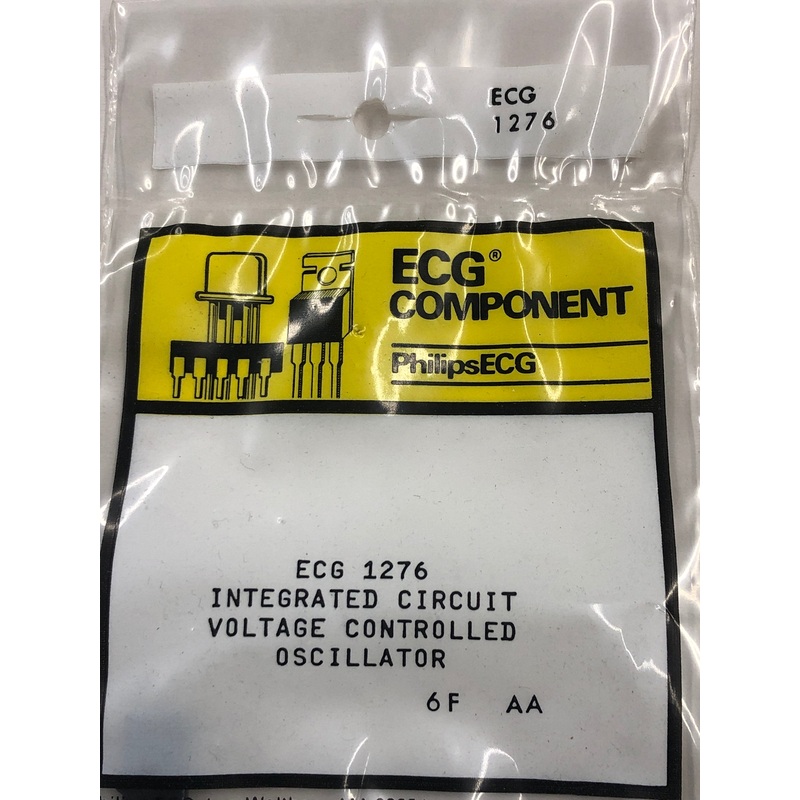 ECG
1276
ECG®
COMPONENT
PhilipsECG
ECG 1276
INTEGRATED CIRCUIT
VOLTAGE CONTROLLED
OSCILLATOR
6F AA